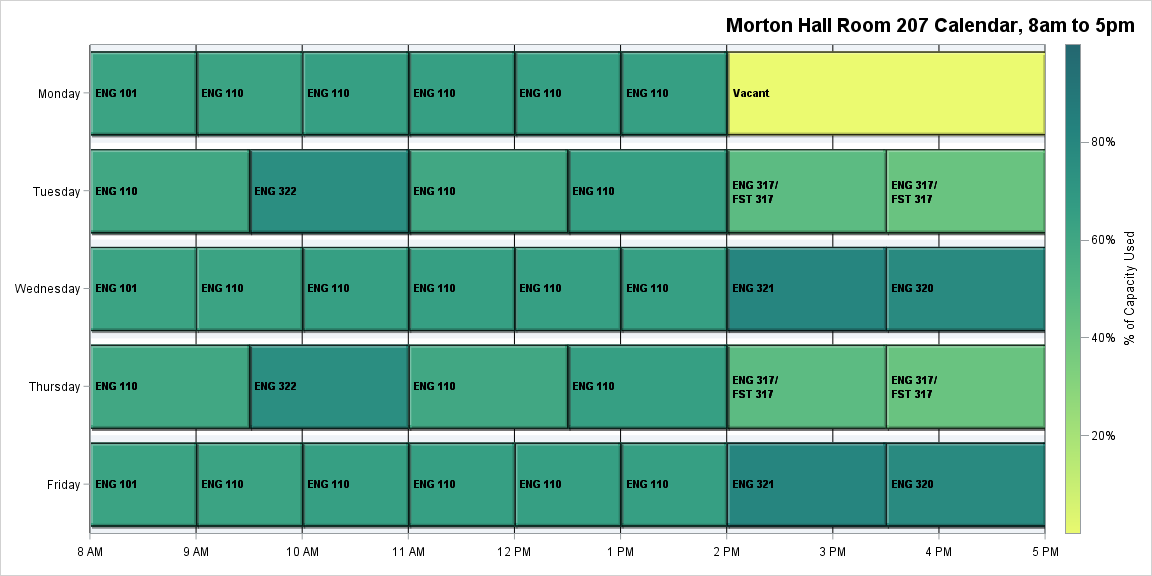 Morton Hall Room 207 Calendar, 8am to 5pm
Monday
ENG 101
ENG 110
ENG 110
ENG 110
ENG 110
ENG 110
Vacant
Tuesday
ENG 110
ENG 322
ENG 110
ENG 110
ENG 317/
FST 317
ENG 317/
FST 317
Wednesday
ENG 101
ENG 110
ENG 110
ENG 110
ENG 110
ENG 110
ENG 321
ENG 320
Thursday
ENG 110
ENG 322
ENG 110
ENG 110
ENG 317/
FST 317
ENG 317/
FST 317
Friday
ENG 101
ENG 110
ENG 110
ENG 110
ENG 110
ENG 110
ENG 321
ENG 320
8 AM
9 AM
10 AM
11 AM
12 PM
1 PM
2 PM
3 PM
4 PM
5 PM
80%
60%
40%
20%
% of Capacity Used